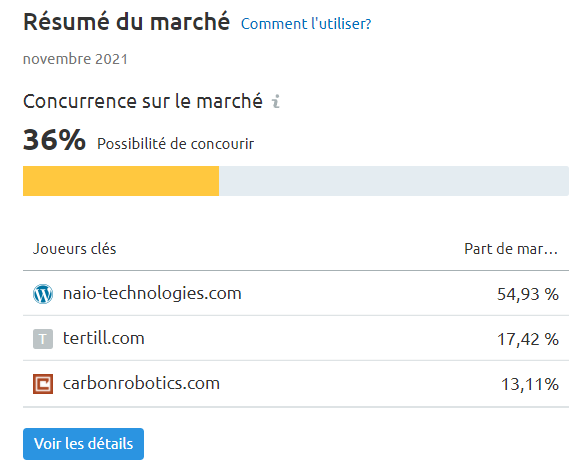 Résumé du marché Comment l'utiliser?
novembre 2021
Concurrence sur le marché i
36% Possibilité de concourir
Joueurs clés Part de mar...
naio-technologies.com 54,93 %
T tertill.com 17,42 %
carbonrobotics.com 13,11%
Voir les détails